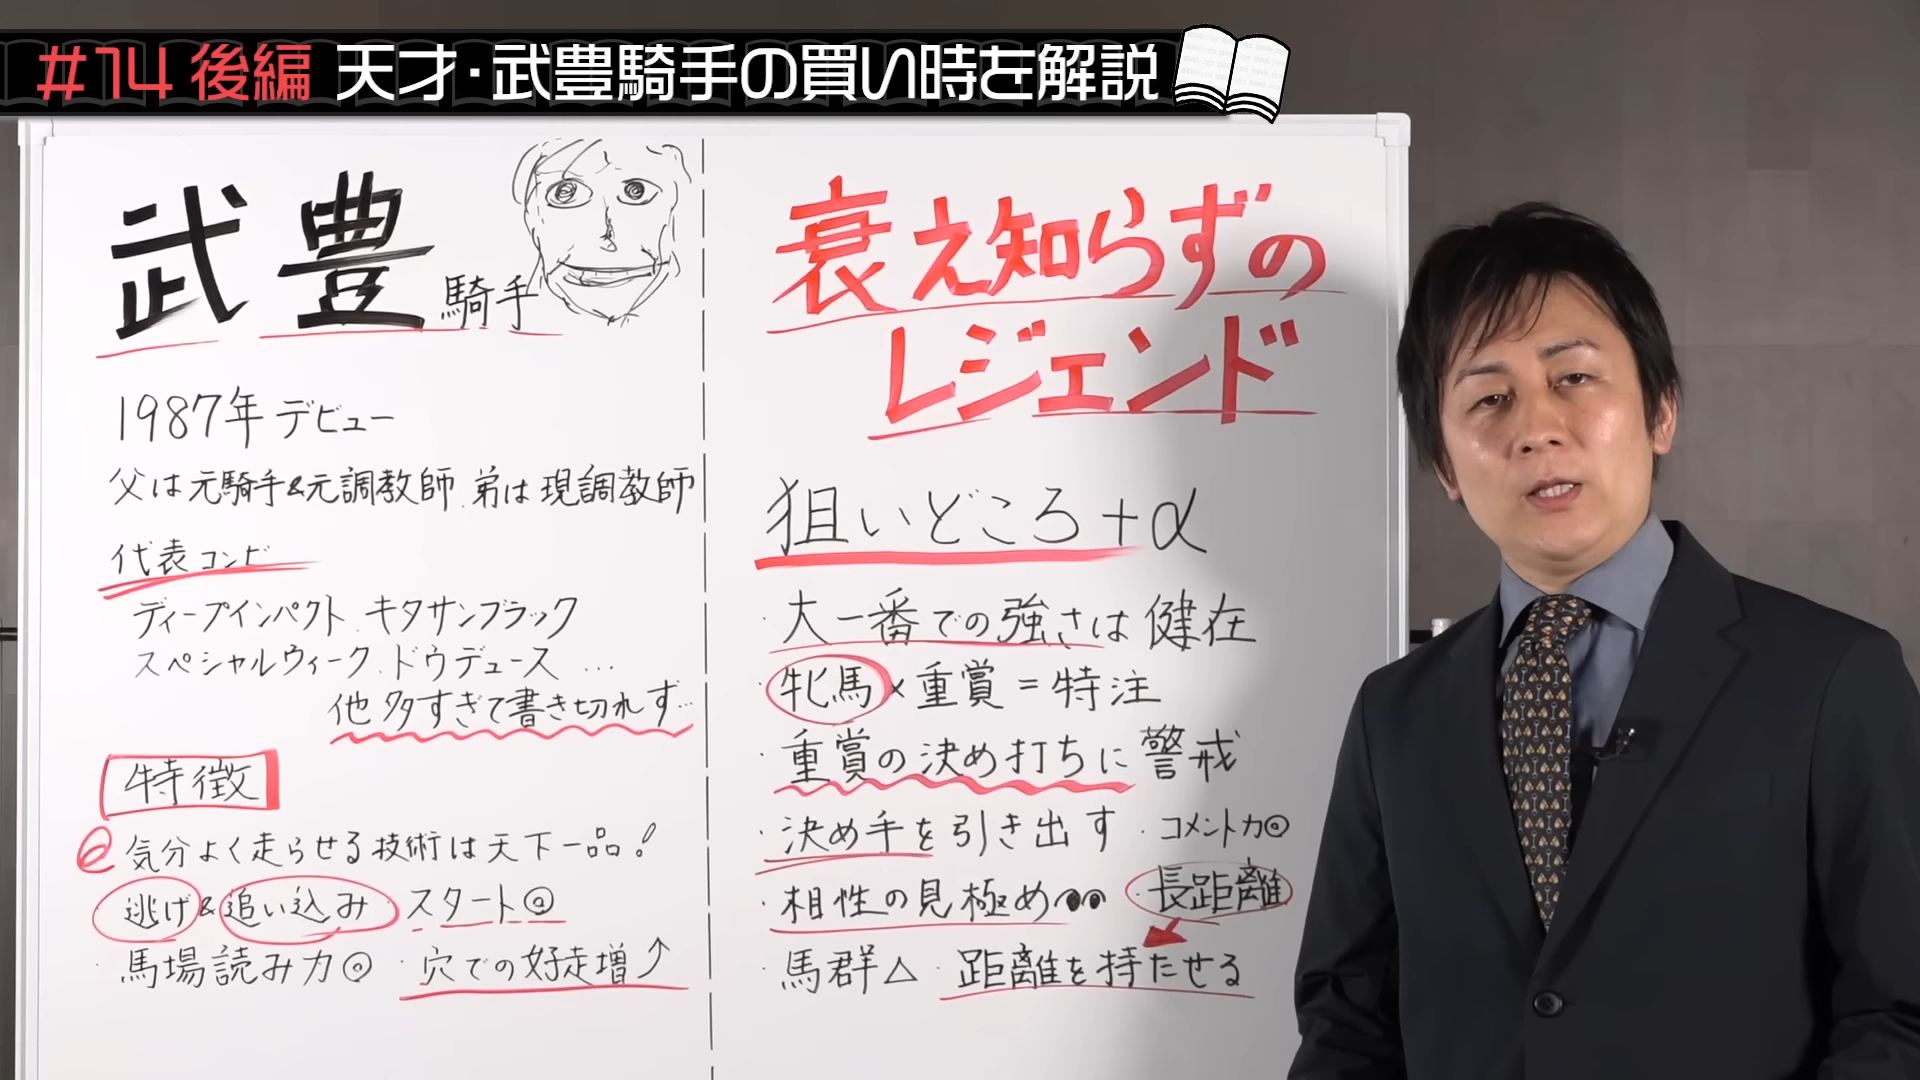 #14 後編 天才・武豊騎手の買い時を解説
武豊騎手
1987年デビュー
父は元騎手&元調教師、弟は現調教師
代表コンビ
ディープインパクト、キタサンブラック
スペシャルウィーク、ドウデュース…
他多すぎて書き切れず…
特徴
気分よく走らせる技術は天下一品!
逃げ&追い込み・スタート◎
・馬場読み力◎ ・穴での好走増↑
衰え知らずの
レジェンド
狙いどころ+α
・大一番での強さは健在
・牝馬×重賞=特注
・重賞の決め打ちに警戒
・決め手を引き出す ・コメント力◎
・相性の見極め ・長距離
・馬群△ ・距離を持たせる